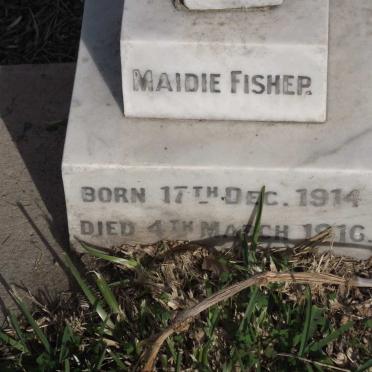 MAIDIE FISHER.
BORN 17TH DEC. 1914
DIED 4TH MARCH 1916.